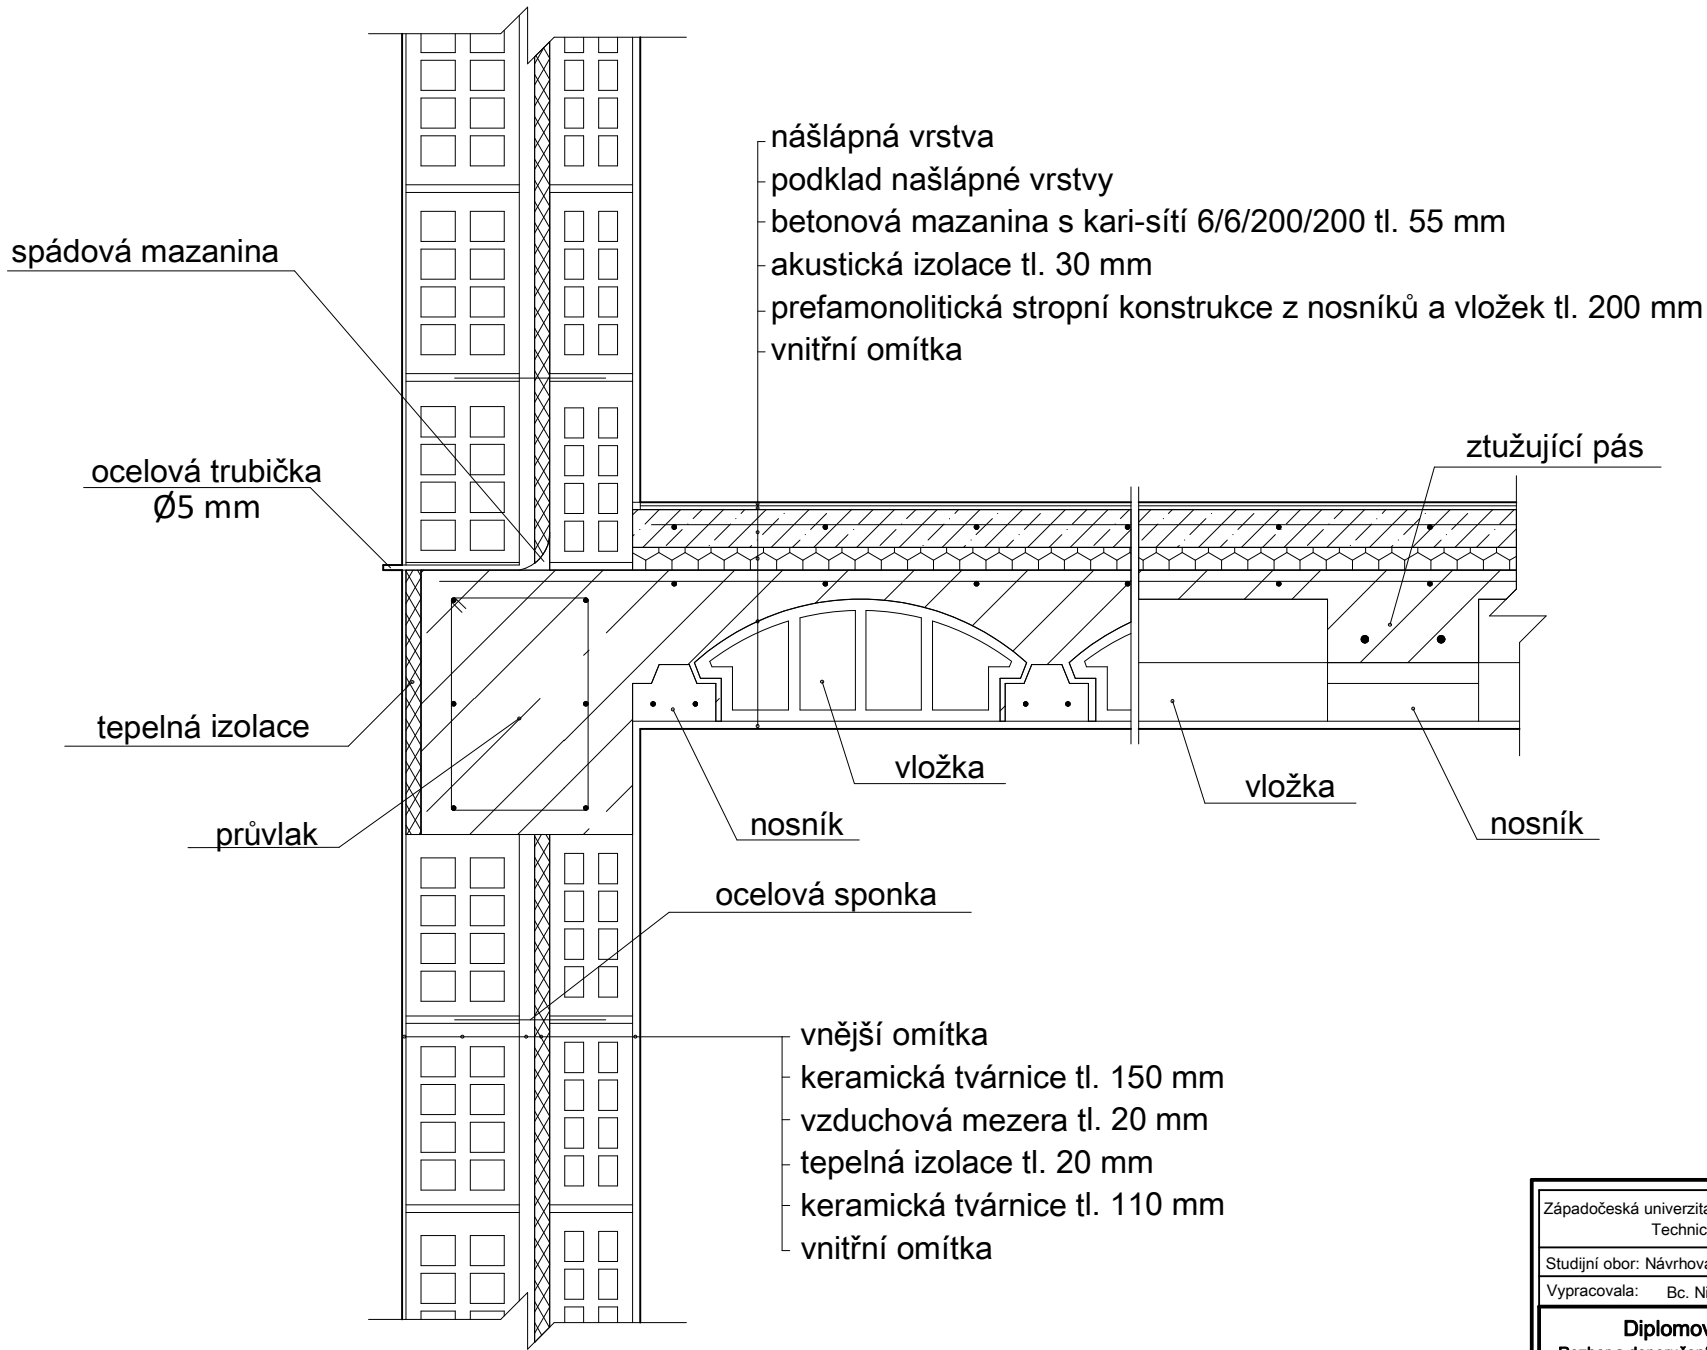 nášlápná vrstva
podklad našlápné vrstvy
betonová mazanina s kari-sítí 6/6/200/200 tl. 55 mm
akustická izolace tl. 30 mm
prefamonolitická stropní konstrukce z nosníků a vložek tl. 200 mm
vnitřní omítka
spádová mazanina
ztužující pás
ocelová trubička
Ø5 mm
tepelná izolace
vložka
vložka
průvlak
nosník
nosník
ocelová sponka
vnější omítka
keramická tvárnice tl. 150 mm
vzduchová mezera tl. 20 mm
tepelná izolace tl. 20 mm
keramická tvárnice tl. 110 mm
vnitřní omítka
Západočeská univerzita
Technic
Studijní obor: Návrhova
Vypracovala: Bc. Ni
Diplomov